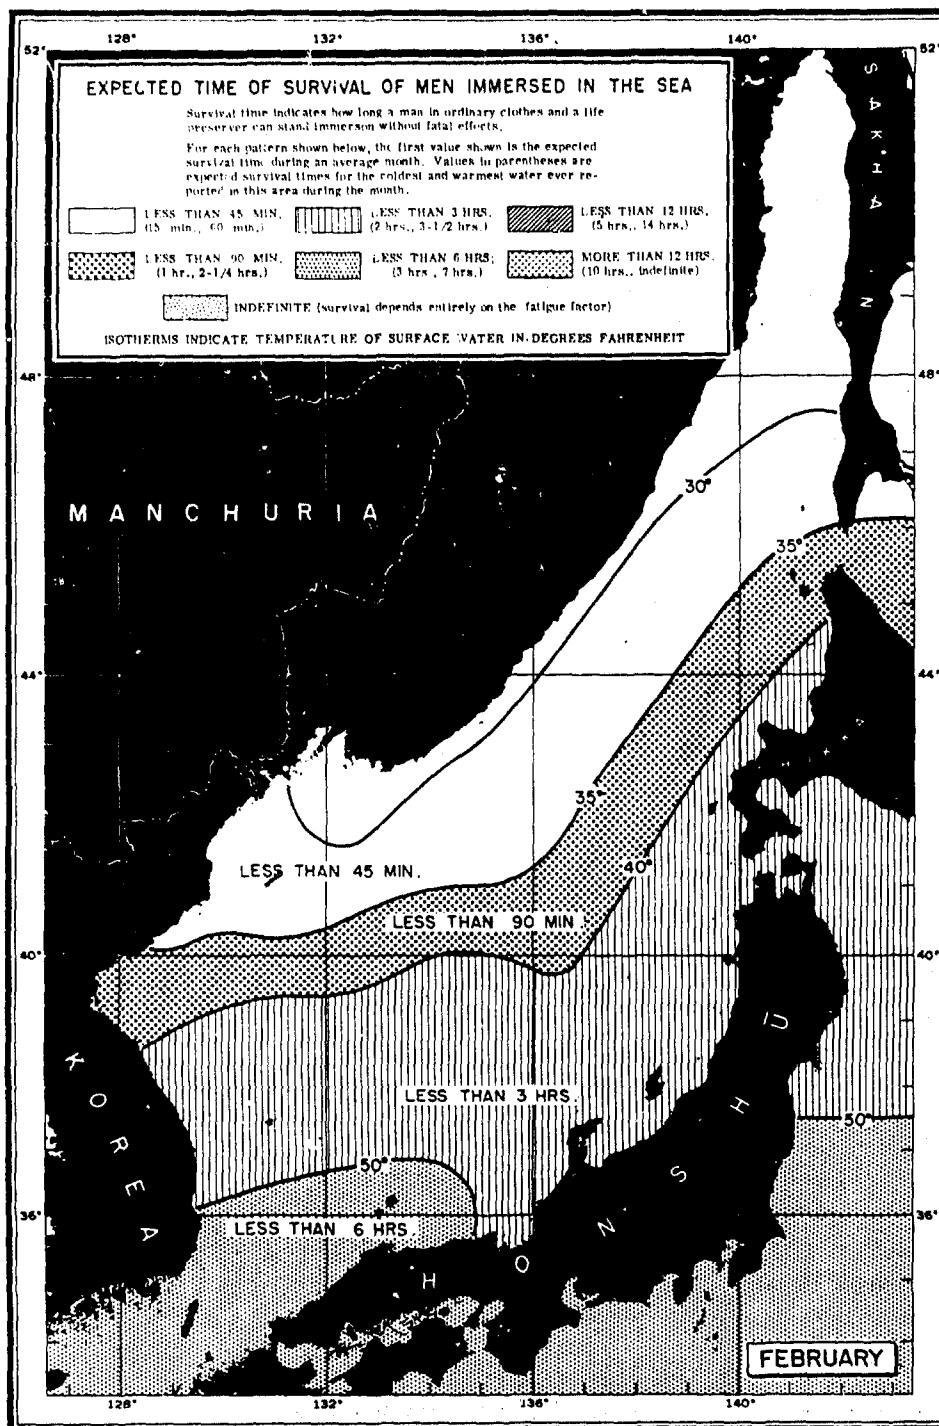 128° 132° 136° 140°
52° 52°
EXPECTED TIME OF SURVIVAL OF MEN IMMERSED IN THE SEA
Survival time indicates how long a man in ordinary clothes and a life
preserver can stand immersion without fatal effects.
For each pattern shown below, the first value shown is the expected
survival time during an average month. Values in parentheses are
expected survival times for the coldest and warmest water ever re-
ported in this area during the month.
LESS THAN 45 MIN. LESS THAN 3 HRS. LESS THAN 12 HRS.
(15 min., 60 min.) (2 hrs., 3-1/2 hrs.) (5 hrs., 14 hrs.)
LESS THAN 90 MIN. LESS THAN 6 HRS; MORE THAN 12 HRS.
(1 hr., 2-1/4 hrs.) (3 hrs., 7 hrs.) (10 hrs., indefinite)
INDEFINITE (survival depends entirely on the fatigue factor)
ISOTHERMS INDICATE TEMPERATURE OF SURFACE WATER IN DEGREES FAHRENHEIT
SAKHALIN
48° 48°
30°
MANCHURIA
35°
44° 44°
35°
40°
LESS THAN 45 MIN.
LESS THAN 90 MIN.
40° 40°
KOREA
HONSHU
LESS THAN 3 HRS.
50°
50°
36° 36°
LESS THAN 6 HRS.
FEBRUARY
128° 132° 136° 140°